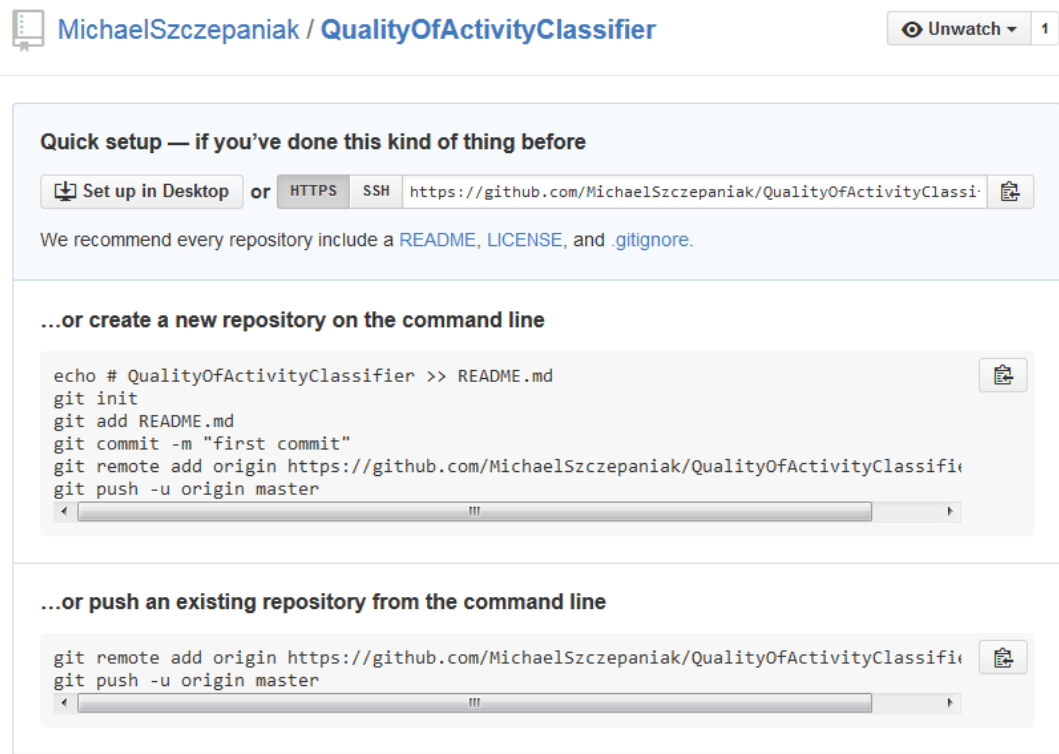 MichaelSzczepaniak / QualityOfActivityClassifier
Unwatch 1
Quick setup — if you’ve done this kind of thing before
Set up in Desktop or HTTPS SSH https://github.com/MichaelSzczepaniak/QualityOfActivityClassi
We recommend every repository include a README, LICENSE, and .gitignore.
…or create a new repository on the command line
echo # QualityOfActivityClassifier >> README.md
git init
git add README.md
git commit -m "first commit"
git remote add origin https://github.com/MichaelSzczepaniak/QualityOfActivityClassifie
git push -u origin master
…or push an existing repository from the command line
git remote add origin https://github.com/MichaelSzczepaniak/QualityOfActivityClassifie
git push -u origin master